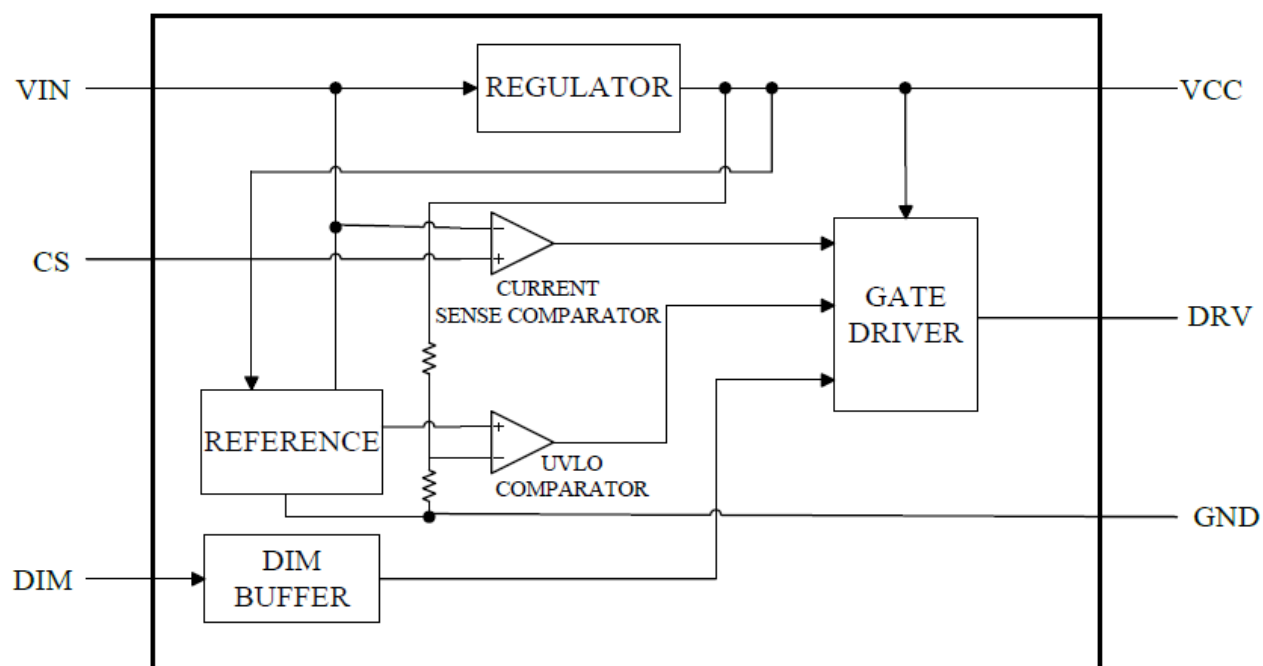 VIN
REGULATOR
VCC
CS
−
+
CURRENT
SENSE COMPARATOR
GATE
DRIVER
DRV
REFERENCE
+
−
UVLO
COMPARATOR
GND
DIM
DIM
BUFFER